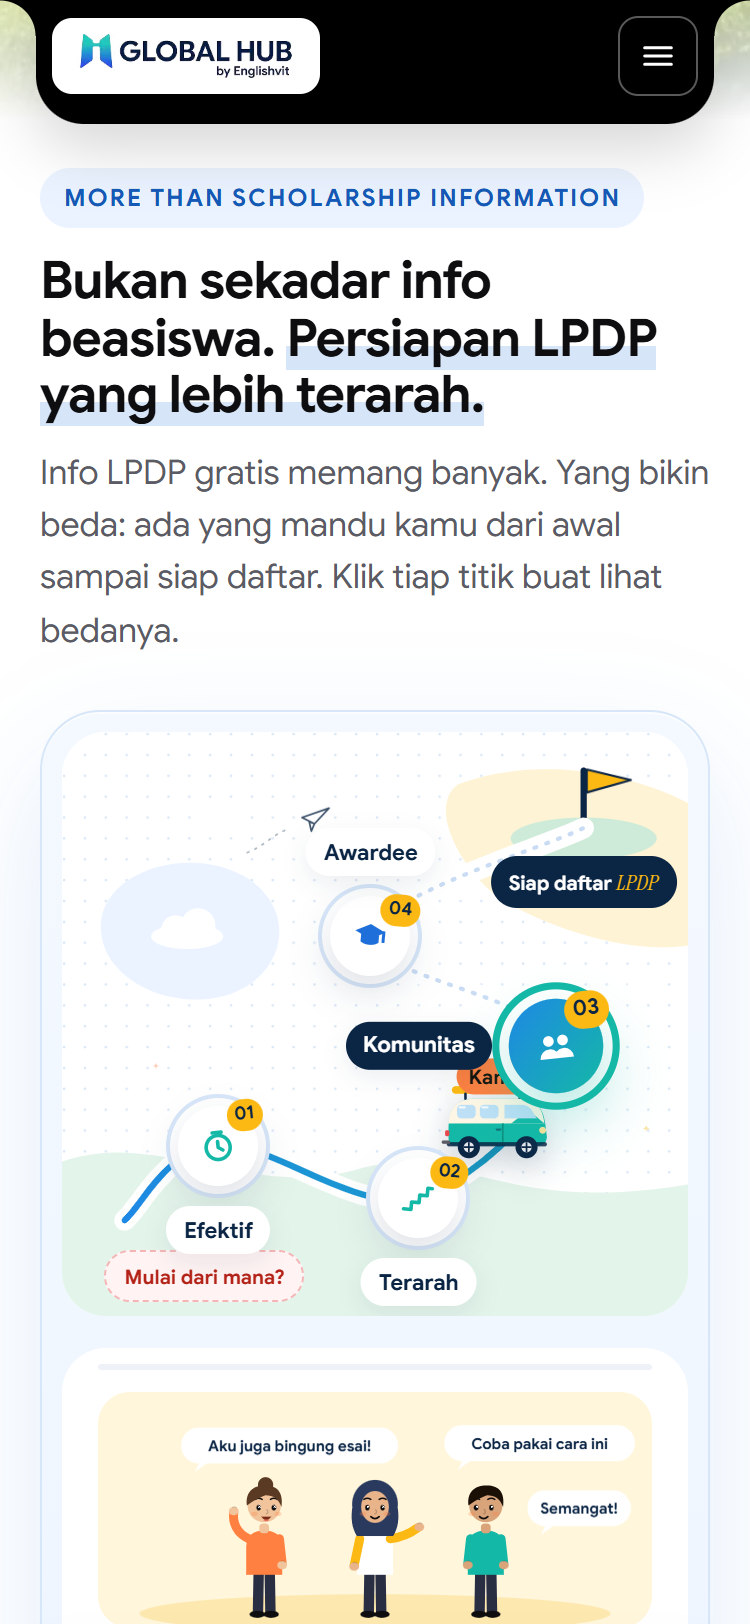 GLOBAL HUB
by Englishvit
MORE THAN SCHOLARSHIP INFORMATION
Bukan sekadar info
beasiswa. Persiapan LPDP
yang lebih terarah.
Info LPDP gratis memang banyak. Yang bikin
beda: ada yang mandu kamu dari awal
sampai siap daftar. Klik tiap titik buat lihat
bedanya.
Awardee
04
Siap daftar LPDP
03
Komunitas
01
02
Efektif
Mulai dari mana?
Terarah
Aku juga bingung esai!
Coba pakai cara ini
Semangat!